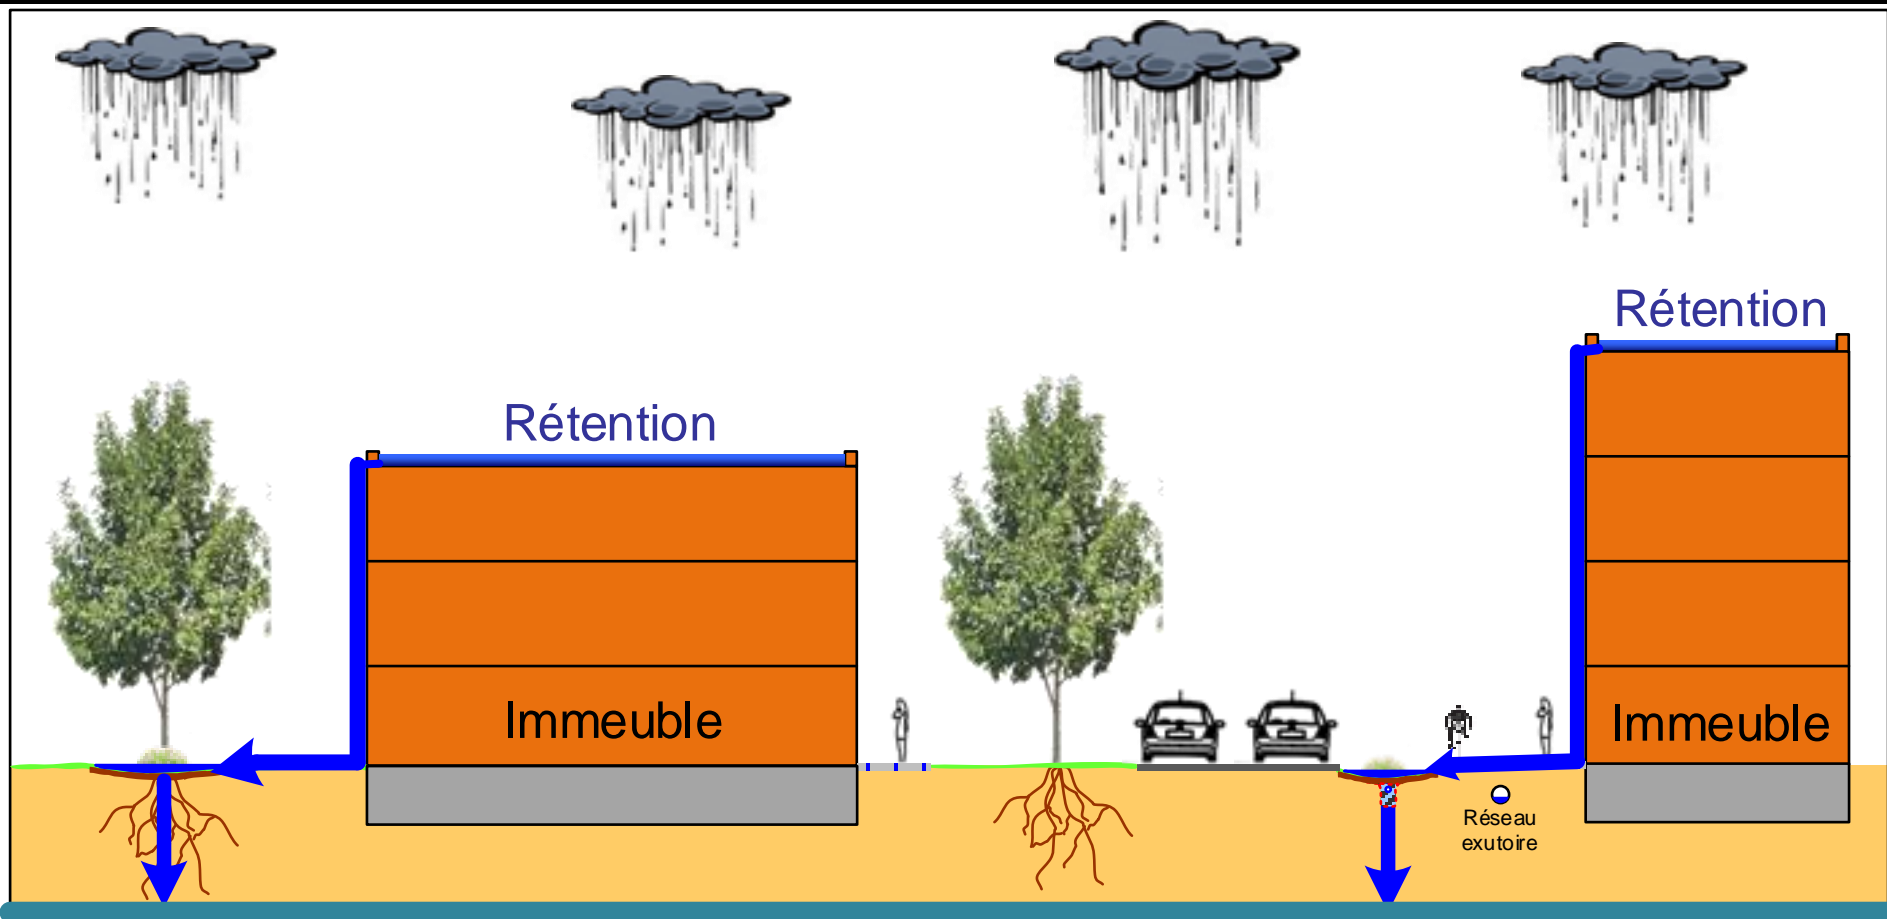 Rétention
Rétention
Immeuble
Immeuble
Réseau
exutoire